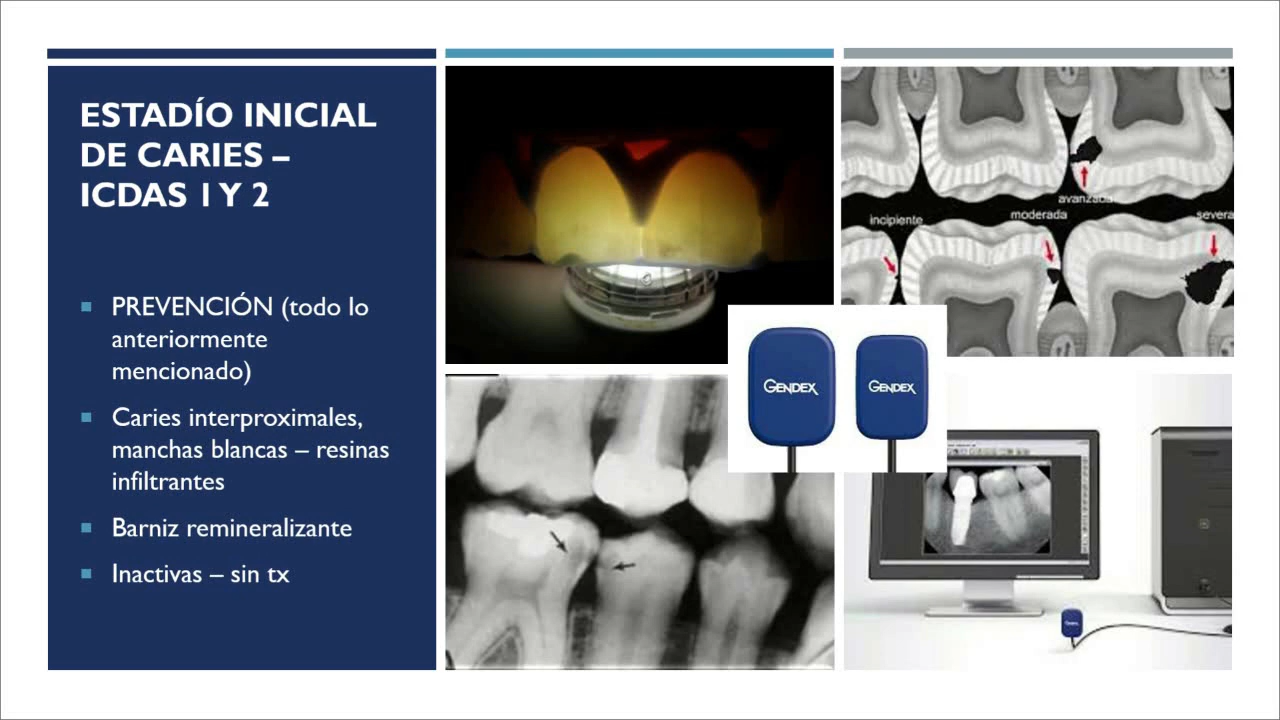 ESTADÍO INICIAL
DE CARIES –
ICDAS 1 Y 2
PREVENCIÓN (todo lo
anteriormente
mencionado)
Caries interproximales,
manchas blancas – resinas
infiltrantes
Barniz remineralizante
Inactivas – sin tx
avanzada
incipiente
moderada
severa
GENDEX
GENDEX